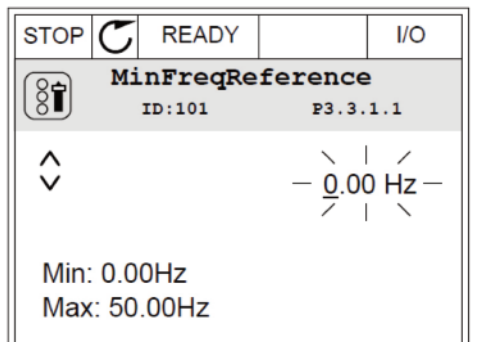 STOP READY I/O
MinFreqReference
ID:101 P3.3.1.1
0.00 Hz
Min: 0.00Hz
Max: 50.00Hz